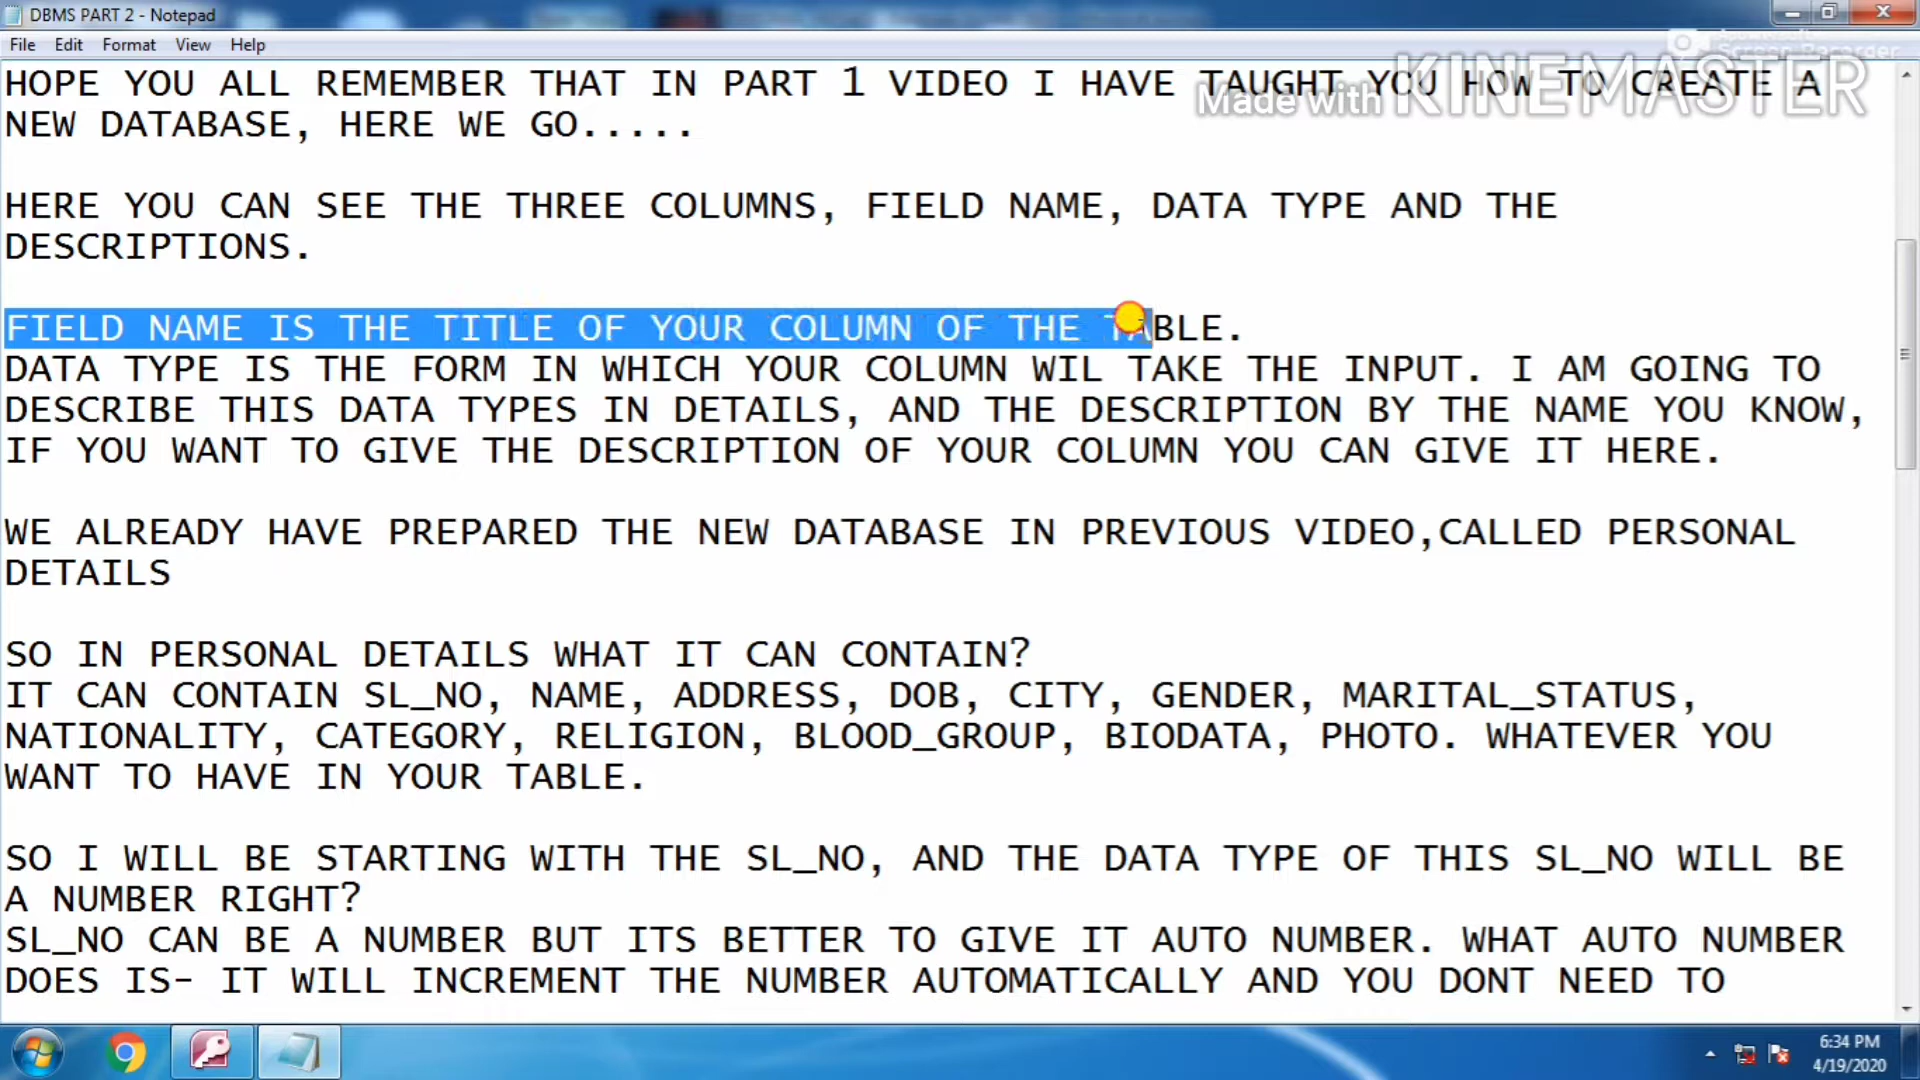 DBMS PART 2 - Notepad
File Edit Format View Help
Screen Recorder
Made with KINEMASTER
HOPE YOU ALL REMEMBER THAT IN PART 1 VIDEO I HAVE TAUGHT YOU HOW TO CREATE A
NEW DATABASE, HERE WE GO.....
HERE YOU CAN SEE THE THREE COLUMNS, FIELD NAME, DATA TYPE AND THE
DESCRIPTIONS.
FIELD NAME IS THE TITLE OF YOUR COLUMN OF THE TABLE.
DATA TYPE IS THE FORM IN WHICH YOUR COLUMN WIL TAKE THE INPUT. I AM GOING TO
DESCRIBE THIS DATA TYPES IN DETAILS, AND THE DESCRIPTION BY THE NAME YOU KNOW,
IF YOU WANT TO GIVE THE DESCRIPTION OF YOUR COLUMN YOU CAN GIVE IT HERE.
WE ALREADY HAVE PREPARED THE NEW DATABASE IN PREVIOUS VIDEO,CALLED PERSONAL
DETAILS
SO IN PERSONAL DETAILS WHAT IT CAN CONTAIN?
IT CAN CONTAIN SL_NO, NAME, ADDRESS, DOB, CITY, GENDER, MARITAL_STATUS,
NATIONALITY, CATEGORY, RELIGION, BLOOD_GROUP, BIODATA, PHOTO. WHATEVER YOU
WANT TO HAVE IN YOUR TABLE.
SO I WILL BE STARTING WITH THE SL_NO, AND THE DATA TYPE OF THIS SL_NO WILL BE
A NUMBER RIGHT?
SL_NO CAN BE A NUMBER BUT ITS BETTER TO GIVE IT AUTO NUMBER. WHAT AUTO NUMBER
DOES IS- IT WILL INCREMENT THE NUMBER AUTOMATICALLY AND YOU DONT NEED TO
6:34 PM
4/19/2020